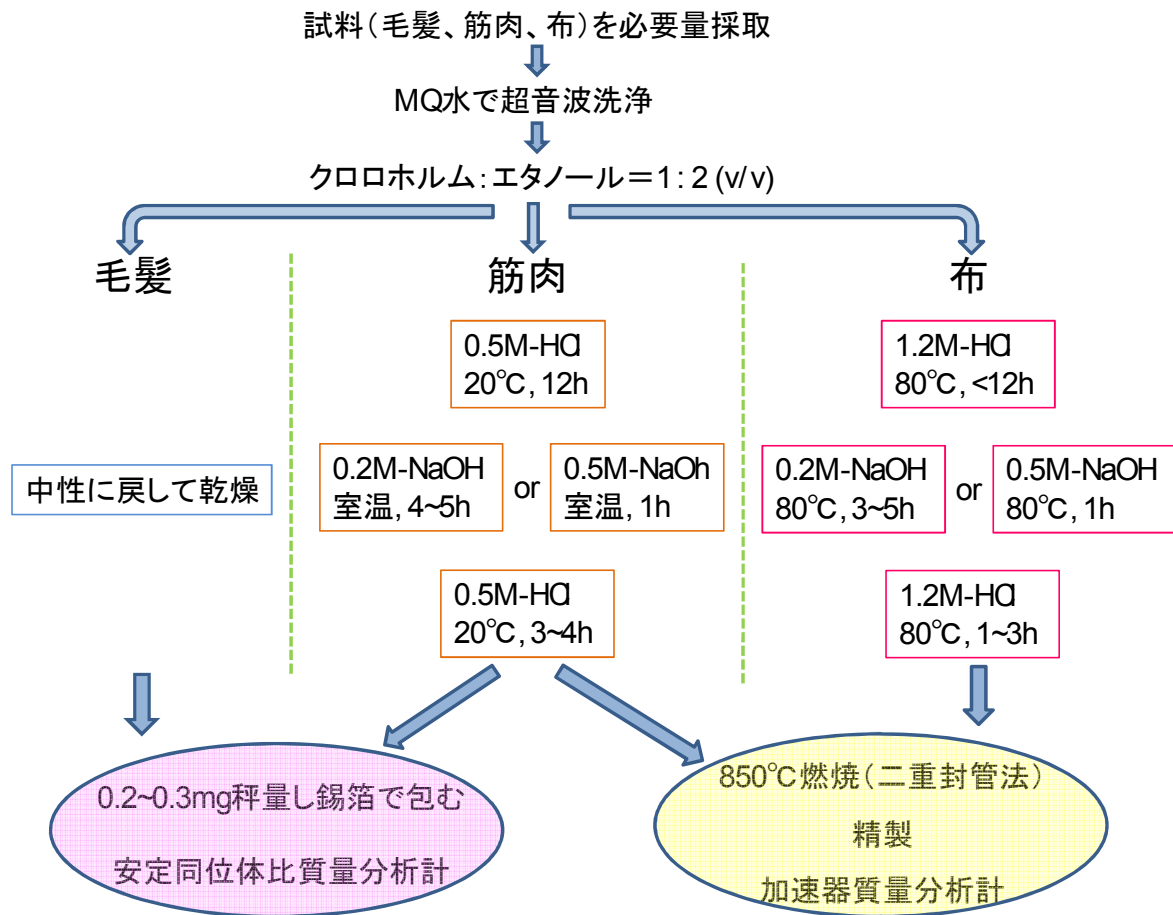 試料（毛髪、筋肉、布）を必要量採取
MQ水で超音波洗浄
クロロホルム：エタノール＝1：2 (v/v)
毛髪
筋肉
布
0.5M-HCl
20℃, 12h
1.2M-HCl
80℃, <12h
中性に戻して乾燥
0.2M-NaOH
室温, 4~5h
or
0.5M-NaOh
室温, 1h
0.2M-NaOH
80℃, 3~5h
or
0.5M-NaOH
80℃, 1h
0.5M-HCl
20℃, 3~4h
1.2M-HCl
80℃, 1~3h
0.2~0.3mg秤量し錫箔で包む
安定同位体比質量分析計
850℃燃焼（二重封管法）
精製
加速器質量分析計